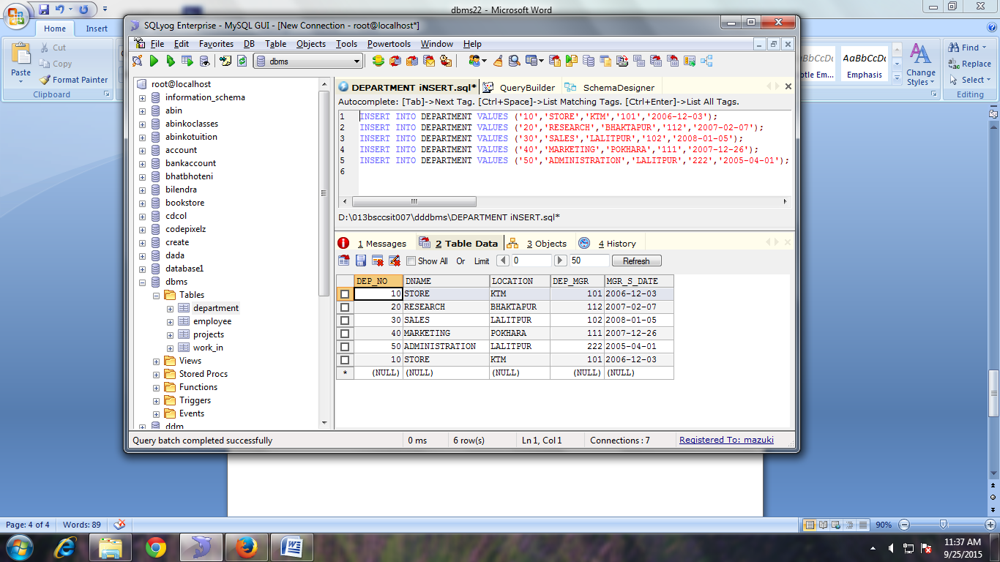 dbms22 - Microsoft Word
Home Insert
Cut
Copy
Format Painter
Paste
Clipboard
AaBbCcDc AaBbCcDc
tle Em... Emphasis
Change Styles
Find
Replace
Select
Editing
SQLyog Enterprise - MySQL GUI - [New Connection - root@localhost*]
File Edit Favorites DB Table Objects Tools Powertools Window Help
dbms
root@localhost
information_schema
abin
abinkoclasses
abinkotuition
account
bankaccount
bhatbhoteni
bilendra
bookstore
cdcol
codepixelz
create
dada
database1
dbms
Tables
department
employee
projects
work_in
Views
Stored Procs
Functions
Triggers
Events
ddm
DEPARTMENT iNSERT.sql* QueryBuilder SchemaDesigner
Autocomplete: [Tab]->Next Tag. [Ctrl+Space]->List Matching Tags. [Ctrl+Enter]->List All Tags.
1 INSERT INTO DEPARTMENT VALUES ('10','STORE','KTM','101','2006-12-03');
2 INSERT INTO DEPARTMENT VALUES ('20','RESEARCH','BHAKTAPUR','112','2007-02-07');
3 INSERT INTO DEPARTMENT VALUES ('30','SALES','LALITPUR','102','2008-01-05');
4 INSERT INTO DEPARTMENT VALUES ('40','MARKETING','POKHARA','111','2007-12-26');
5 INSERT INTO DEPARTMENT VALUES ('50','ADMINISTRATION','LALITPUR','222','2005-04-01');
6
D:\013bsccsit007\dddbms\DEPARTMENT iNSERT.sql*
1 Messages 2 Table Data 3 Objects 4 History
Show All Or Limit 0 50 Refresh
DEP_NO DNAME LOCATION DEP_MGR MGR_S_DATE
10 STORE KTM 101 2006-12-03
20 RESEARCH BHAKTAPUR 112 2007-02-07
30 SALES LALITPUR 102 2008-01-05
40 MARKETING POKHARA 111 2007-12-26
50 ADMINISTRATION LALITPUR 222 2005-04-01
10 STORE KTM 101 2006-12-03
* (NULL) (NULL) (NULL) (NULL) (NULL)
Query batch completed successfully 0 ms 6 row(s) Ln 1, Col 1 Connections : 7 Registered To: mazuki
Page: 4 of 4 Words: 89 90%
11:37 AM
9/25/2015